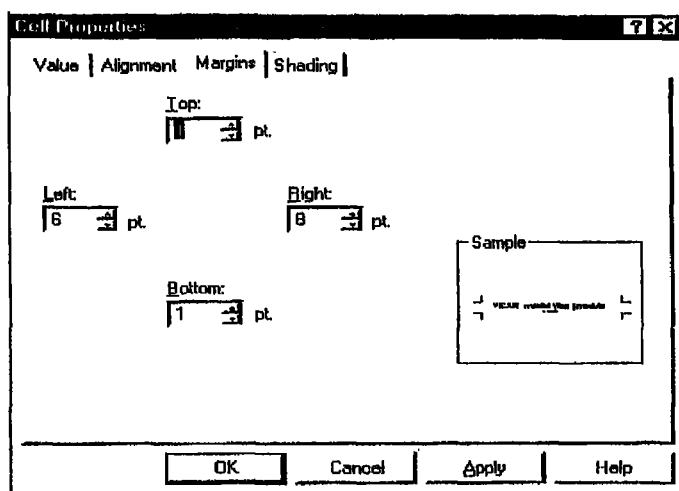 Cell Properties
Value Alignment Margins Shading
Top:
pt.
Left: Right:
6 pt. 8 pt.
Sample
Bottom:
1 pt.
OK Cancel Apply Help